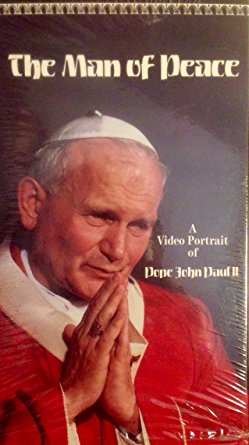 The Man of Peace
A
Video Portrait
of
Pope John Paul II